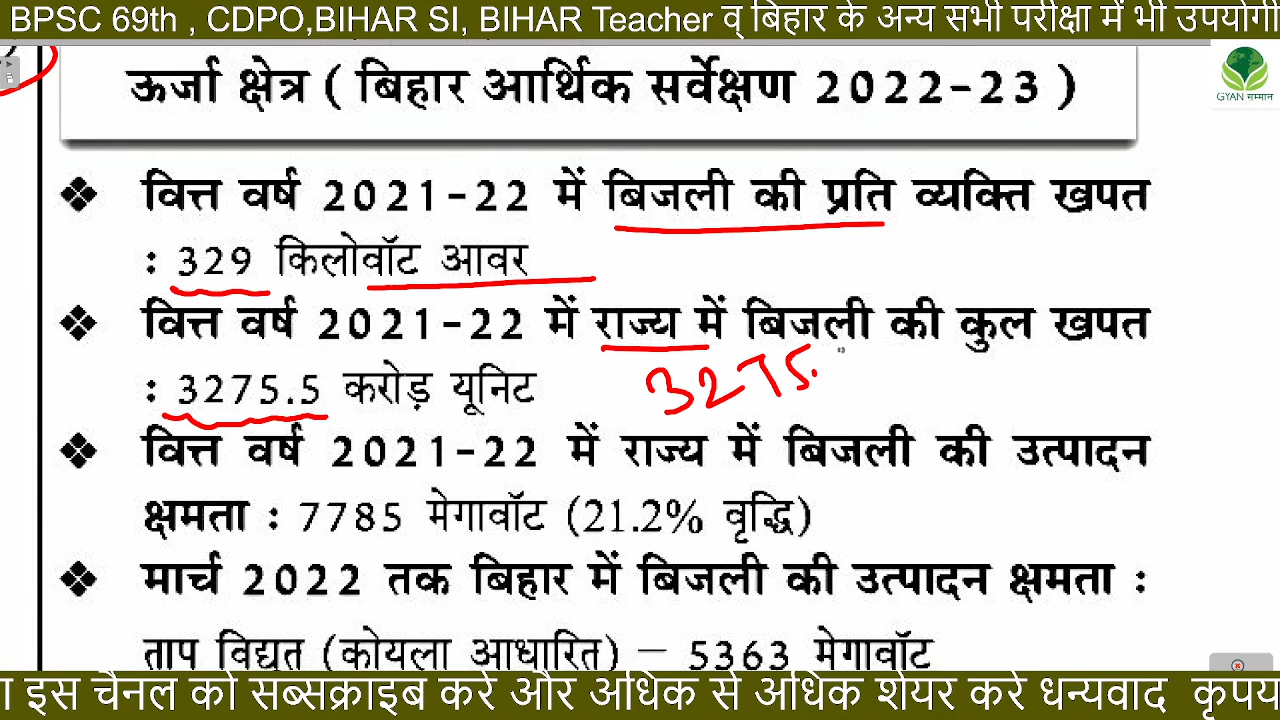 BPSC 69th , CDPO,BIHAR SI, BIHAR Teacher व् बिहार के अन्य सभी परीक्षा में भी उपयोगी
GYAN सम्मान
ऊर्जा क्षेत्र ( बिहार आर्थिक सर्वेक्षण 2022-23 )
❖ वित्त वर्ष 2021-22 में बिजली की प्रति व्यक्ति खपत
: 329 किलोवॉट आवर
❖ वित्त वर्ष 2021-22 में राज्य में बिजली की कुल खपत
: 3275.5 करोड़ यूनिट
3275.
❖ वित्त वर्ष 2021-22 में राज्य में बिजली की उत्पादन
क्षमता : 7785 मेगावॉट (21.2% वृद्धि)
❖ मार्च 2022 तक बिहार में बिजली की उत्पादन क्षमता :
ताप विद्युत (कोयला आधारित) – 5363 मेगावॉट
इस चैनल को सब्सक्राइब करे और अधिक से अधिक शेयर करे धन्यवाद